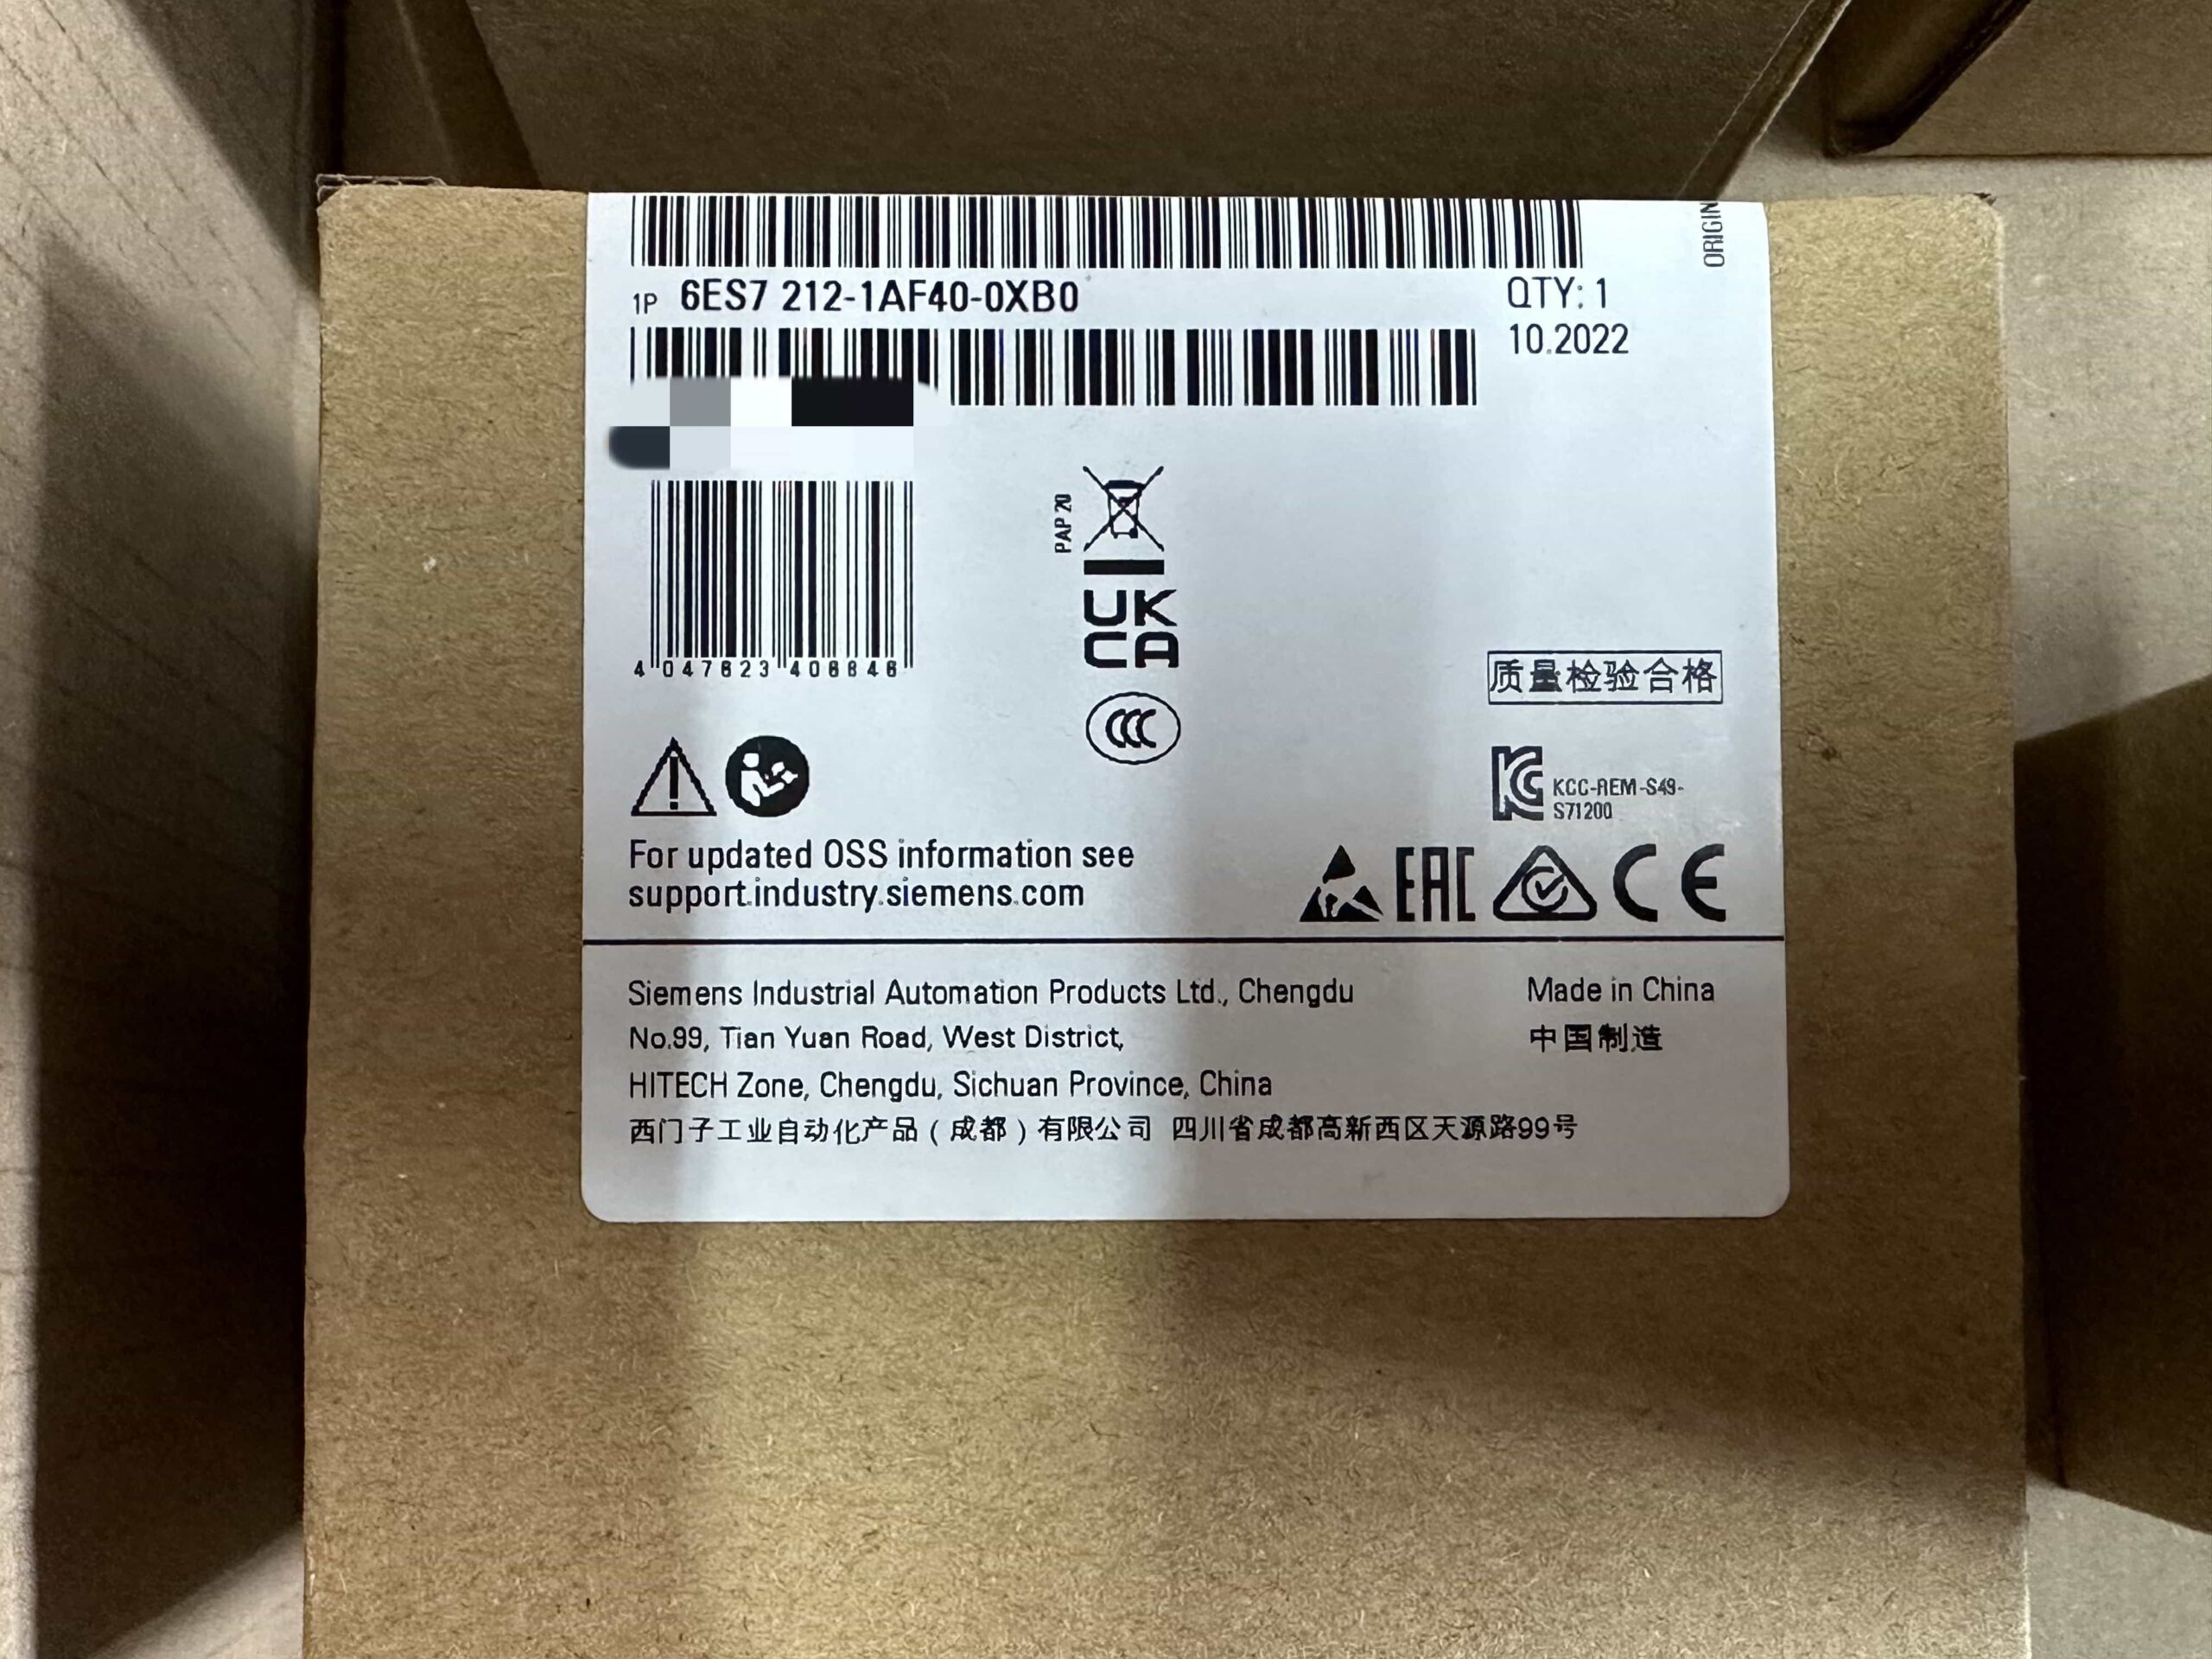 ORIGIN
1P 6ES7 212-1AF40-0XB0
QTY: 1
10.2022
PAP 20
UK
CA
4 047623 408848
CCC
质量检验合格
KCC-REM-S49-
S71200
For updated OSS information see
support.industry.siemens.com
EAC
CE
Siemens Industrial Automation Products Ltd., Chengdu
Made in China
No.99, Tian Yuan Road, West District,
中国制造
HITECH Zone, Chengdu, Sichuan Province, China
西门子工业自动化产品(成都)有限公司 四川省成都高新西区天源路99号